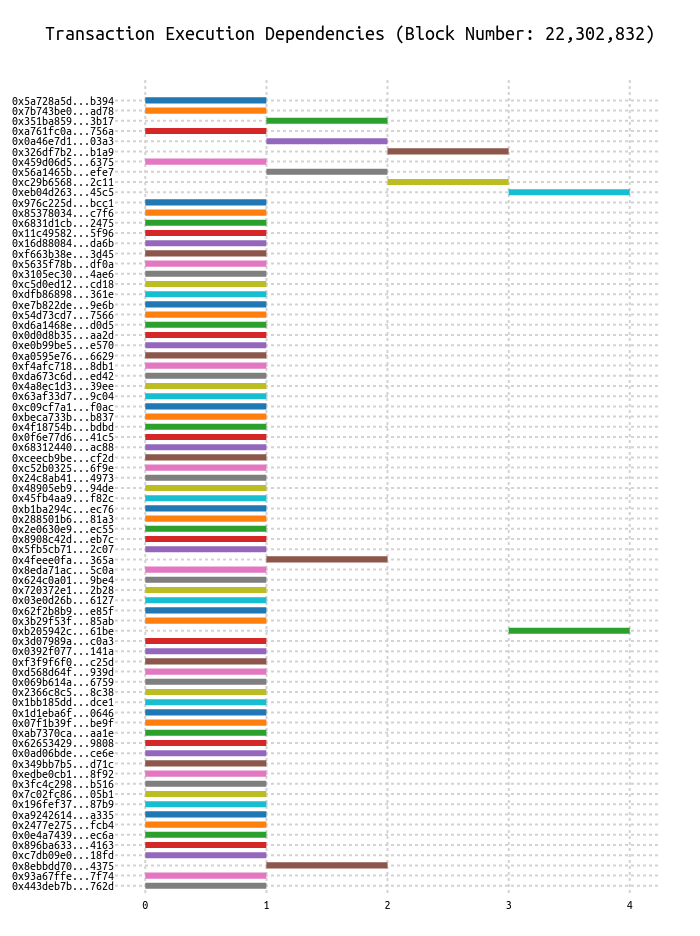 Transaction Execution Dependencies (Block Number: 22,302,832)
0x5a728a5d...b394
0x7b743be0...ad78
0x351ba859...3b17
0xa761fc0a...756a
0x0a46e7d1...03a3
0x326df7b2...b1a9
0x459d06d5...6375
0x56a1465b...efe7
0xc29b6568...2c11
0xeb04d263...45c5
0x976c225d...bcc1
0x85378034...c7f6
0x6831d1cb...2475
0x11c49582...5f96
0x16d88084...da6b
0xf663b38e...3d45
0x5635f78b...df0a
0x3105ec30...4ae6
0xc5d0ed12...cd18
0xdfb86898...361e
0xe7b822de...9e6b
0x54d73cd7...7566
0xd6a1468e...d0d5
0x0d0d8b35...aa2d
0xe0b99be5...e570
0xa0595e76...6629
0xf4afc718...8db1
0xda673c6d...ed42
0x4a8ec1d3...39ee
0x63af33d7...9c04
0xc09cf7a1...f0ac
0xbeca733b...b837
0x4f18754b...bdbd
0x0f6e77d6...41c5
0x68312440...ac88
0xceecb9be...cf2d
0xc52b0325...6f9e
0x24c8ab41...4973
0x48905eb9...94de
0x45fb4aa9...f82c
0xb1ba294c...ec76
0x288501b6...81a3
0x2e0630e9...ec55
0x8908c42d...eb7c
0x5fb5cb71...2c07
0x4feee0fa...365a
0x8eda71ac...5c0a
0x624c0a01...9be4
0x720372e1...2b28
0x03e0d26b...6127
0x62f2b8b9...e85f
0x3b29f53f...85ab
0xb205942c...61be
0x3d07989a...c0a3
0x0392f077...141a
0xf3f9f6f0...c25d
0xd568d64f...939d
0x069b614a...6759
0x2366c8c5...8c38
0x1bb185dd...dce1
0x1d1eba6f...0646
0x07f1b39f...be9f
0xab7370ca...aa1e
0x62653429...9808
0x0ad06bde...ce6e
0x349bb7b5...d71c
0xedbe0cb1...8f92
0x3fc4c298...b516
0x7c02fc86...05b1
0x196fef37...87b9
0xa9242614...a335
0x2477e275...fcb4
0x0e4a7439...ec6a
0x896ba633...4163
0xc7db09e0...18fd
0x8ebbdd70...4375
0x93a67ffe...7f74
0x443deb7b...762d
0 1 2 3 4